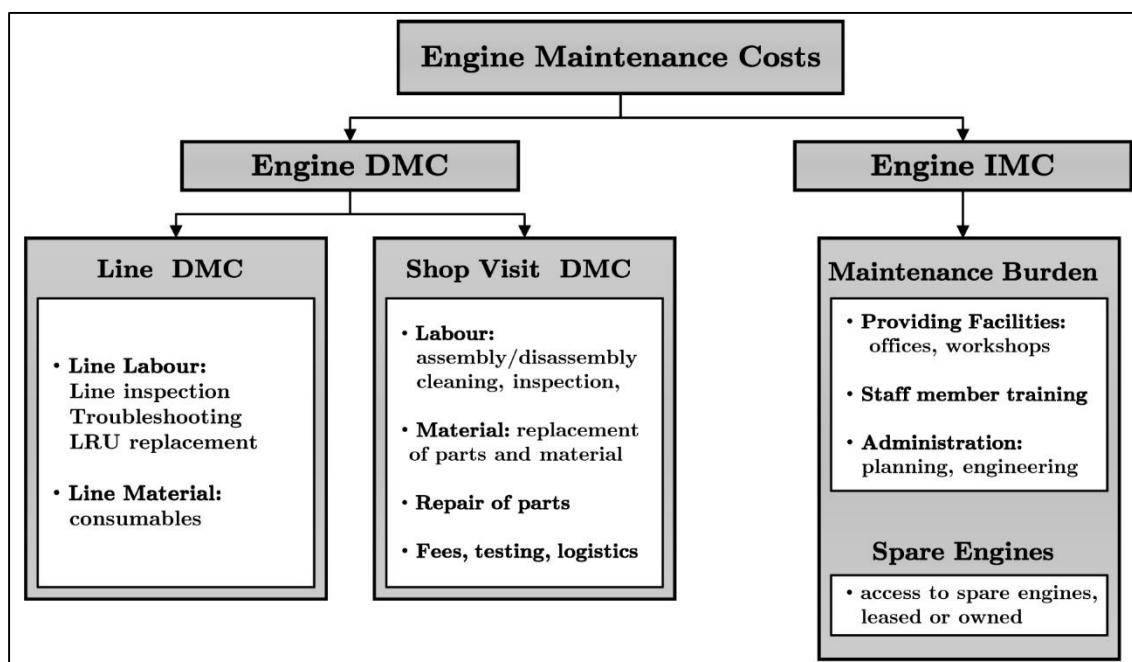 Engine Maintenance Costs
Engine DMC
Engine IMC
Line DMC
• Line Labour:
Line inspection
Troubleshooting
LRU replacement
• Line Material:
consumables
Shop Visit DMC
• Labour:
assembly/disassembly
cleaning, inspection,
• Material: replacement
of parts and material
• Repair of parts
• Fees, testing, logistics
Maintenance Burden
• Providing Facilities:
offices, workshops
• Staff member training
• Administration:
planning, engineering
Spare Engines
• access to spare engines,
leased or owned